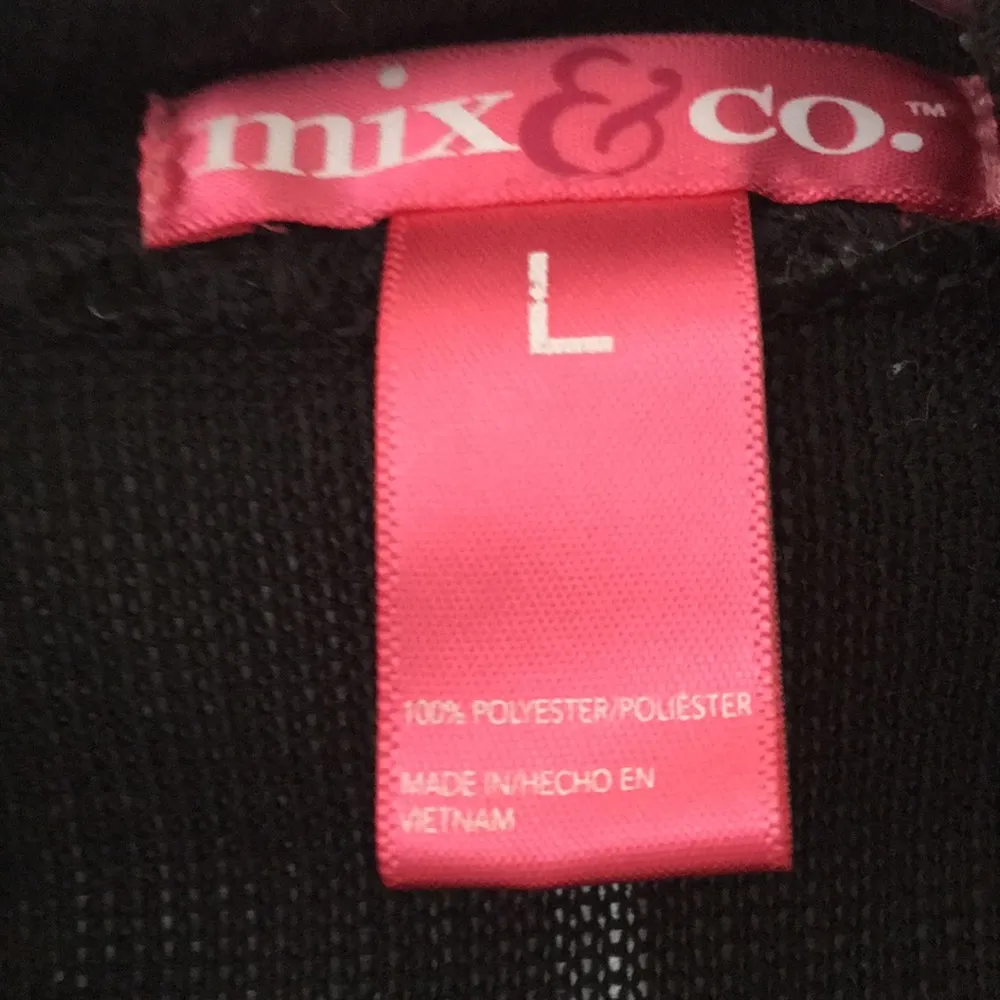 mix & co.™
L
100% POLYESTER/POLIÉSTER
MADE IN/HECHO EN
VIETNAM